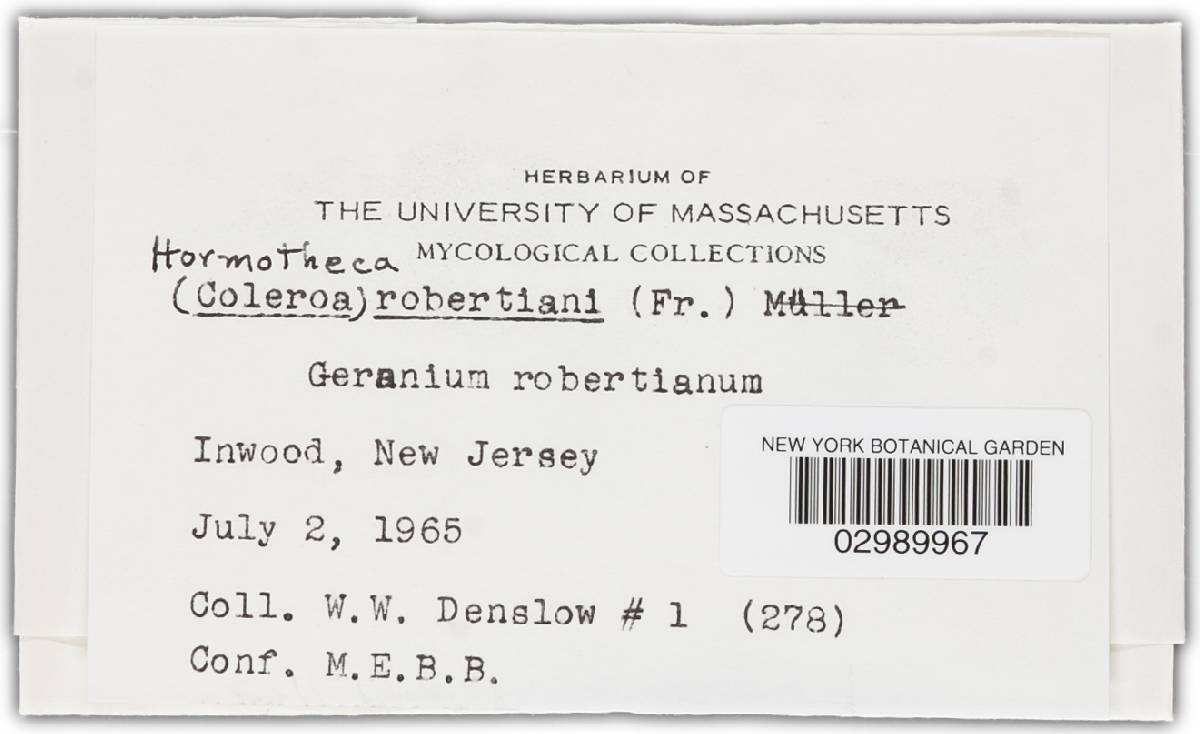 HERBARIUM OF
THE UNIVERSITY OF MASSACHUSETTS
MYCOLOGICAL COLLECTIONS
Hormotheca
(Coleroa) robertiani (Fr.) Müller
Geranium robertianum
Inwood, New Jersey
July 2, 1965
Coll. W.W. Denslow # 1 (278)
Conf. M.E.B.B.
NEW YORK BOTANICAL GARDEN
02989967